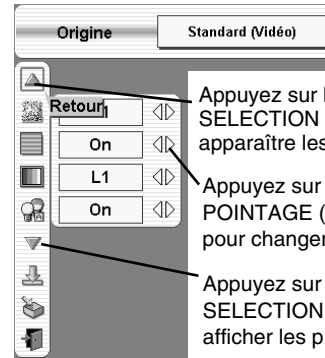 Origine
Standard (Vidéo)
Retour
On
L1
On
Appuyez sur
SELECTION
apparaître les
Appuyez sur
POINTAGE (
pour changer
Appuyez sur
SELECTION
afficher les p